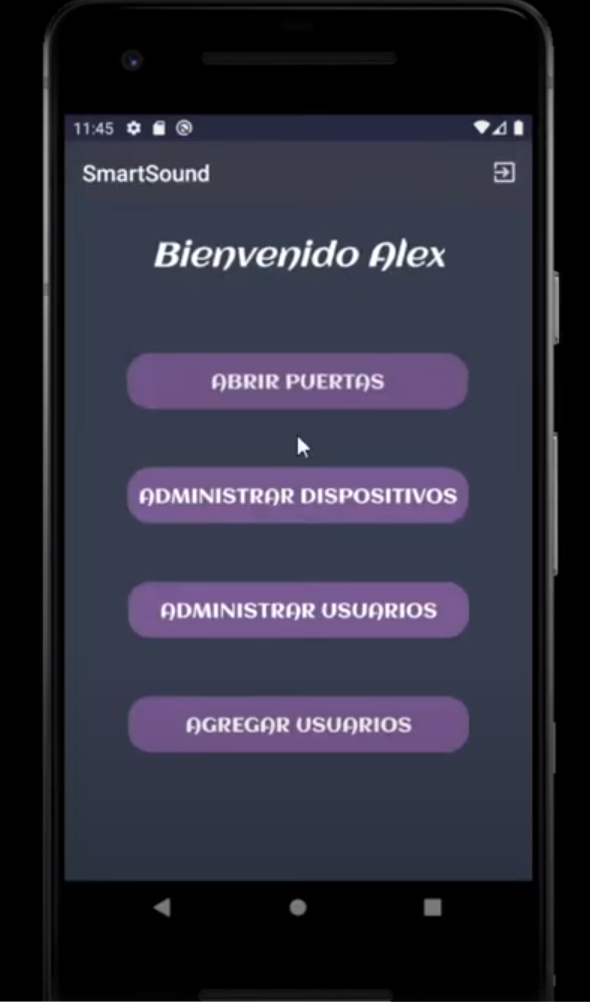 11:45
SmartSound
Bienvenido Alex
ABRIR PUERTAS
ADMINISTRAR DISPOSITIVOS
ADMINISTRAR USUARIOS
AGREGAR USUARIOS